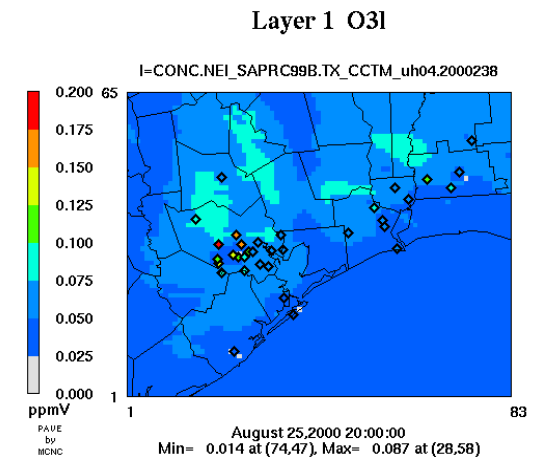 Layer 1 O3l
l=CONC.NEI_SAPRC99B.TX_CCTM_uh04.2000238
0.200
0.175
0.150
0.125
0.100
0.075
0.050
0.025
0.000
ppmV
PAVE
by
MCNC
65
1
1
83
August 25,2000 20:00:00
Min= 0.014 at (74,47), Max= 0.087 at (28,58)